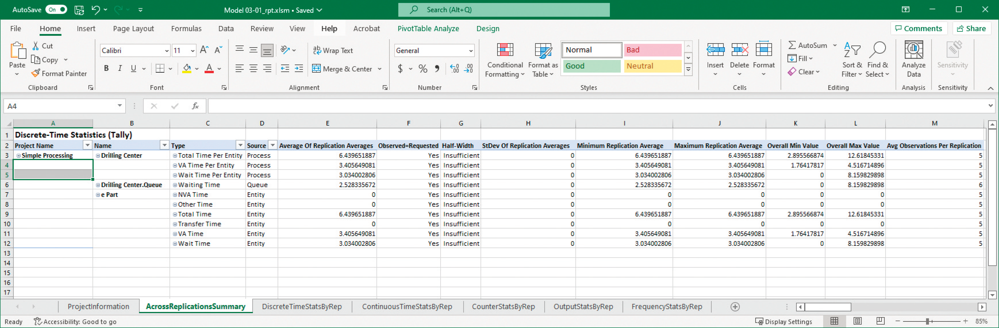 AutoSave On Model 03-01_rpt.xlsm • Saved Search (Alt+Q)
File Home Insert Page Layout Formulas Data Review View Help Acrobat PivotTable Analyze Design Comments Share
Paste
Cut
Copy
Format Painter
Clipboard
Calibri 11 A A
B I U A
Font
ab Wrap Text
Merge & Center
Alignment
General
$ % 9 .00 .00
Number
Conditional Formatting
Format as Table
Normal Bad
Good Neutral
Styles
Insert Delete Format
Cells
AutoSum
Fill
Clear
Sort & Filter
Find & Select
Editing
Analyze Data
Analysis
Sensitivity
Sensitivity
A4 fx
A B C D E F G H I J K L M
1 Discrete-Time Statistics (Tally)
2 Project Name Name Type Source Average Of Replication Averages Observed=Requested Half-Width StDev Of Replication Averages Minimum Replication Average Maximum Replication Average Overall Min Value Overall Max Value Avg Observations Per Replication
3 Simple Processing Drilling Center Total Time Per Entity Process 6.439651887 Yes Insufficient 0 6.439651887 6.439651887 2.895566874 12.61845331 5
4 VA Time Per Entity Process 3.405649081 Yes Insufficient 0 3.405649081 3.405649081 1.76417817 4.516714896 5
5 Wait Time Per Entity Process 3.034002806 Yes Insufficient 0 3.034002806 3.034002806 0 8.159829898 5
6 Drilling Center.Queue Waiting Time Queue 2.528335672 Yes Insufficient 0 2.528335672 2.528335672 0 8.159829898 6
7 e Part NVA Time Entity 0 Yes Insufficient 0 0 0 0 0 5
8 Other Time Entity 0 Yes Insufficient 0 0 0 0 0 5
9 Total Time Entity 6.439651887 Yes Insufficient 0 6.439651887 6.439651887 2.895566874 12.61845331 5
10 Transfer Time Entity 0 Yes Insufficient 0 0 0 0 0 5
11 VA Time Entity 3.405649081 Yes Insufficient 0 3.405649081 3.405649081 1.76417817 4.516714896 5
12 Wait Time Entity 3.034002806 Yes Insufficient 0 3.034002806 3.034002806 0 8.159829898 5
13
14
15
16
17
ProjectInformation AcrossReplicationsSummary DiscreteTimeStatsByRep ContinuousTimeStatsByRep CounterStatsByRep OutputStatsByRep FrequencyStatsByRep
Ready Accessibility: Good to go Display Settings 85%